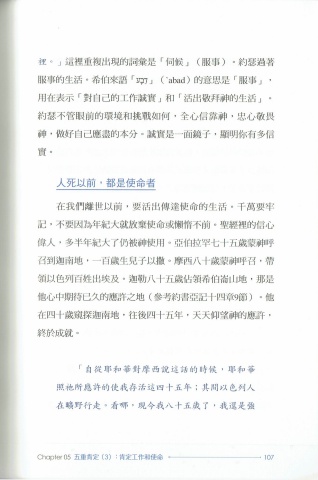 裡。」這裡重複出現的詞彙是「伺候」(服事)。約瑟過著
服事的生活。希伯來語「עָבַד」('abad)的意思是「服事」,
用在表示「對自己的工作誠實」和「活出敬拜神的生活」。
約瑟不管眼前的環境和挑戰如何,全心信靠神,忠心敬畏
神,做好自己應盡的本分。誠實是一面鏡子,顯明你有多信
實。
人死以前,都是使命者
在我們離世以前,要活出傳達使命的生活。千萬要牢
記,不要因為年紀大就放棄使命或懶惰不前。聖經裡的信心
偉人,多半年紀大了仍被神使用。亞伯拉罕七十五歲蒙神呼
召到迦南地,一百歲生兒子以撒。摩西八十歲蒙神呼召,帶
領以色列百姓出埃及。迦勒八十五歲佔領希伯崙山地,那是
他心中期待已久的應許之地(參考約書亞記十四章9節)。他
在四十歲窺探迦南地,往後四十五年,天天仰望神的應許,
終於成就。
「自從耶和華對摩西說這話的時候,耶和華
照祂所應許的使我存活這四十五年;其間以色列人
在曠野行走。看哪,現今我八十五歲了,我還是強
Chapter 05 五重肯定(3):肯定工作和使命 107